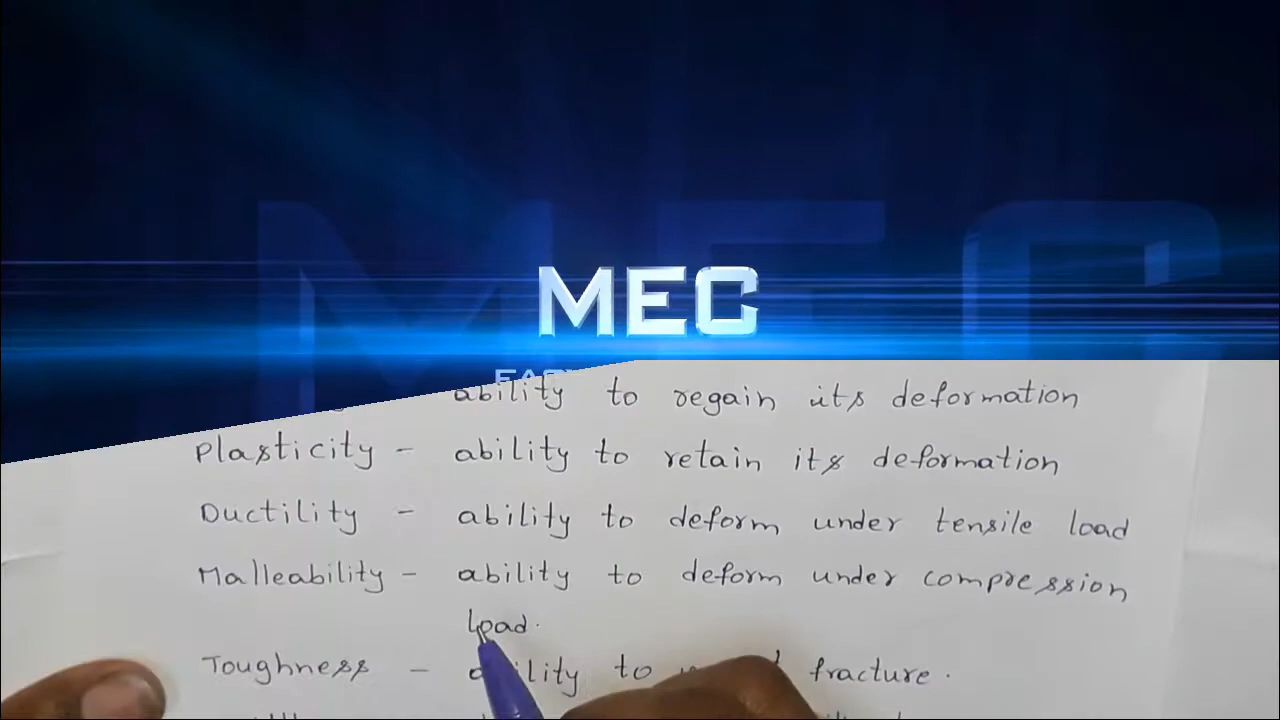 MEC
ability to regain its deformation
Plasticity - ability to retain its deformation
Ductility - ability to deform under tensile load
Malleability - ability to deform under compression
load.
Toughness - ability to fracture.